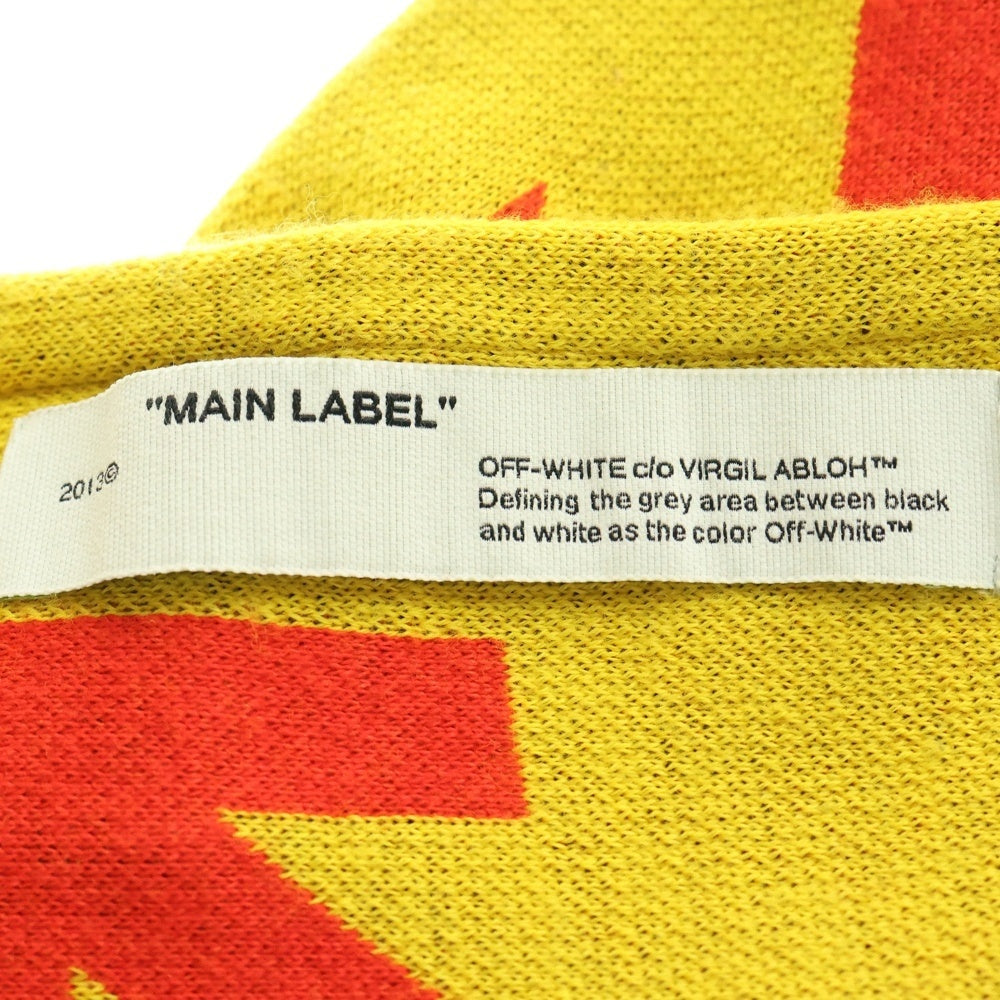 "MAIN LABEL"
2013©
OFF-WHITE c/o VIRGIL ABLOH™
Defining the grey area between black
and white as the color Off-White™